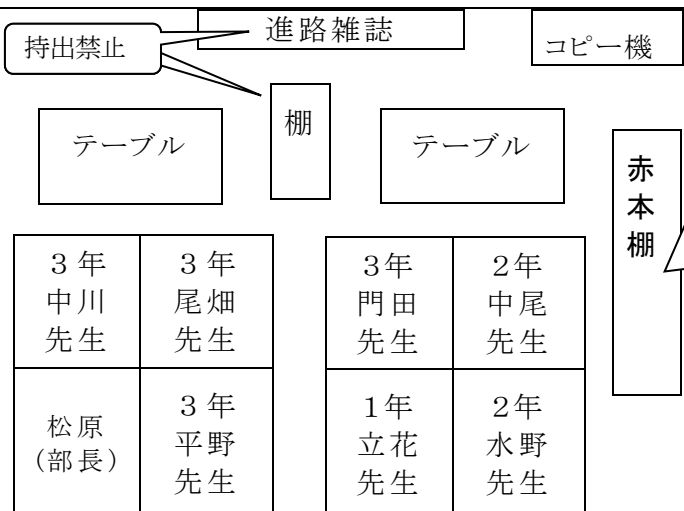 持出禁止
進路雑誌
コピー機
棚
テーブル
テーブル
赤
本
棚
３年
中川
先生
３年
尾畑
先生
３年
門田
先生
２年
中尾
先生
松原
(部長)
３年
平野
先生
１年
立花
先生
２年
水野
先生